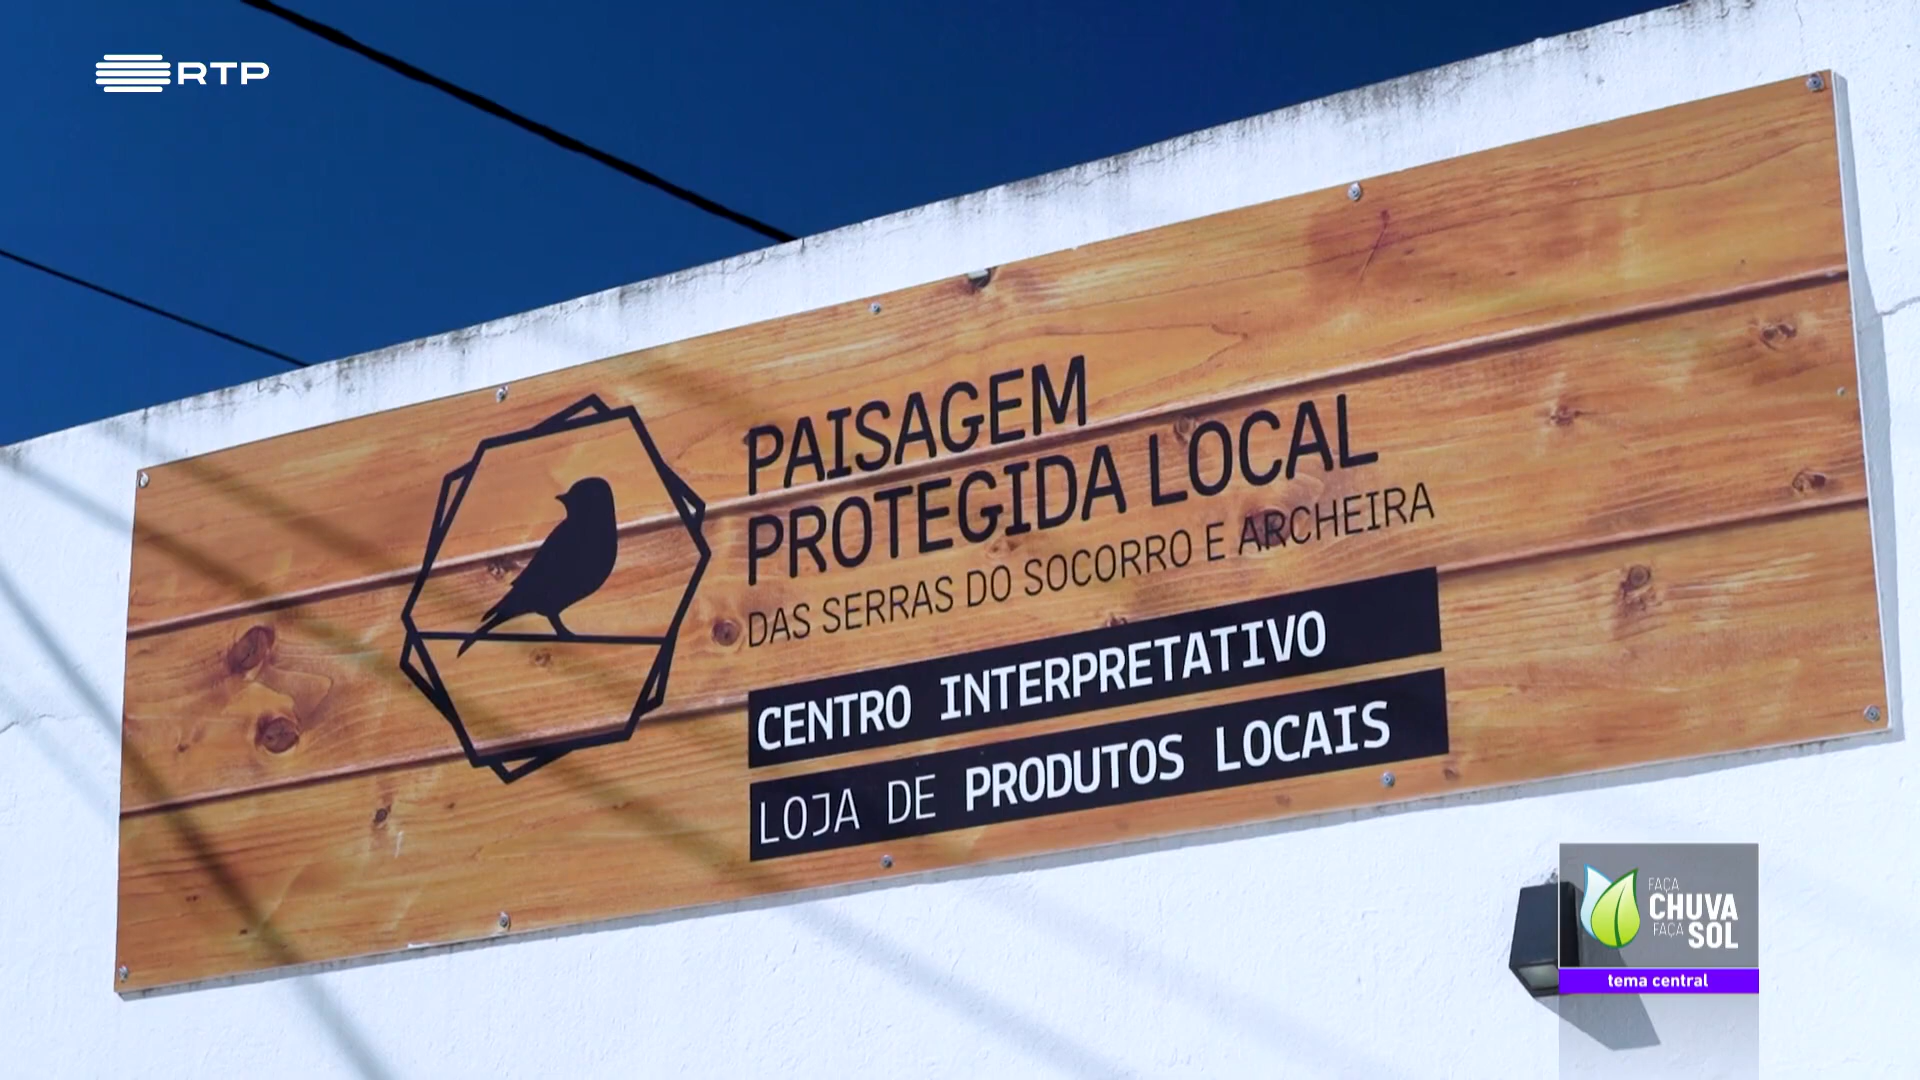 RTP
PAISAGEM
PROTEGIDA LOCAL
DAS SERRAS DO SOCORRO E ARCHEIRA
CENTRO INTERPRETATIVO
LOJA DE PRODUTOS LOCAIS
FAÇA
CHUVA
FAÇA SOL
tema central